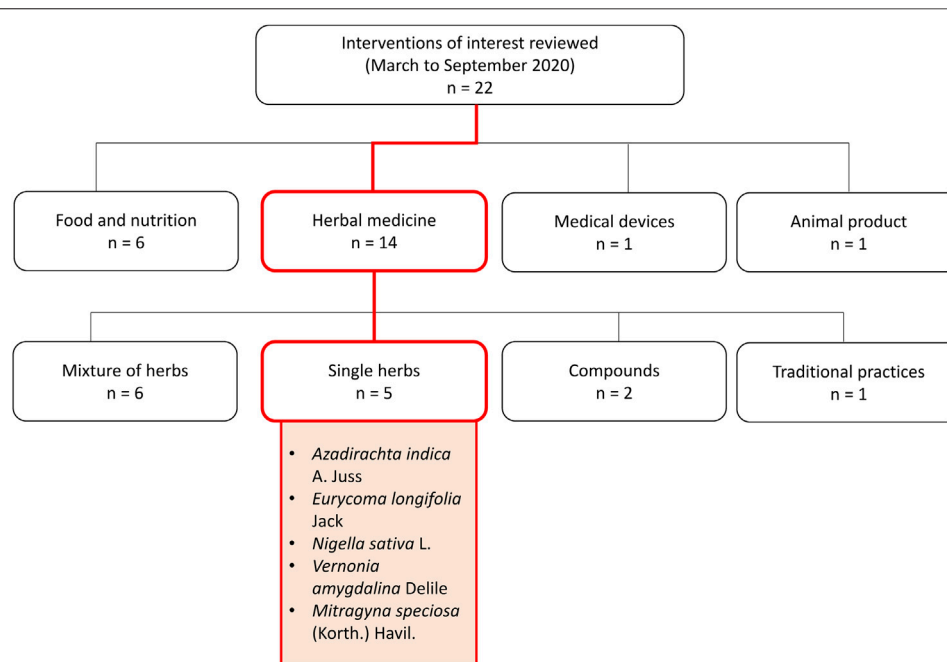 Interventions of interest reviewed
(March to September 2020)
n = 22
Food and nutrition
n = 6
Herbal medicine
n = 14
Medical devices
n = 1
Animal product
n = 1
Mixture of herbs
n = 6
Single herbs
n = 5
Compounds
n = 2
Traditional practices
n = 1
• Azadirachta indica
A. Juss
• Eurycoma longifolia
Jack
• Nigella sativa L.
• Vernonia
amygdalina Delile
• Mitragyna speciosa
(Korth.) Havil.